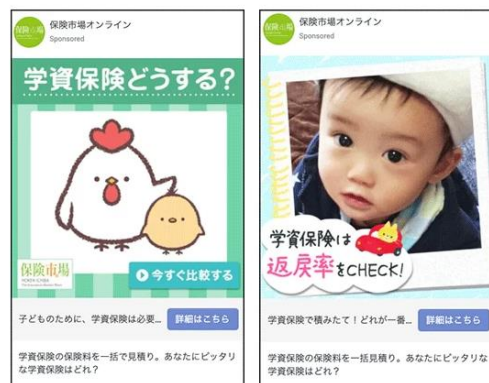 保険市場オンライン
Sponsored
学資保険どうする?
保険市場
今すぐ比較する
子どものために、学資保険は必要...
詳細はこちら
学資保険の保険料を一括で見積り。あなたにピッタリ
な学資保険はどれ?
保険市場オンライン
Sponsored
学資保険は
返戻率をCHECK!
学資保険で積みたて!どれが一番...
詳細はこちら
学資保険の保険料を一括見積り。あなたにピッタリな
学資保険はどれ?